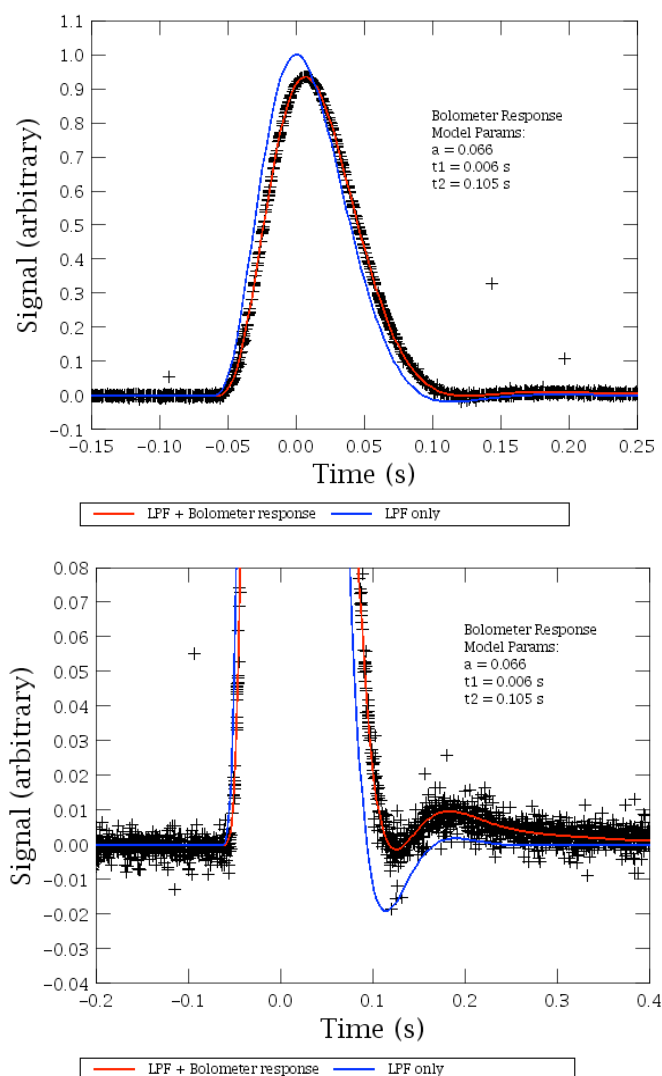 1.1
1.0
0.9
0.8
0.7
0.6
0.5
0.4
0.3
0.2
0.1
0.0
−0.1
Signal (arbitrary)
Bolometer Response
Model Params:
a = 0.066
t1 = 0.006 s
t2 = 0.105 s
−0.15 −0.10 −0.05 0.00 0.05 0.10 0.15 0.20 0.25
Time (s)
LPF + Bolometer response LPF only
0.08
0.07
0.06
0.05
0.04
0.03
0.02
0.01
0.00
−0.01
−0.02
−0.03
−0.04
Signal (arbitrary)
Bolometer Response
Model Params:
a = 0.066
t1 = 0.006 s
t2 = 0.105 s
−0.2 −0.1 0.0 0.1 0.2 0.3 0.4
Time (s)
LPF + Bolometer response LPF only